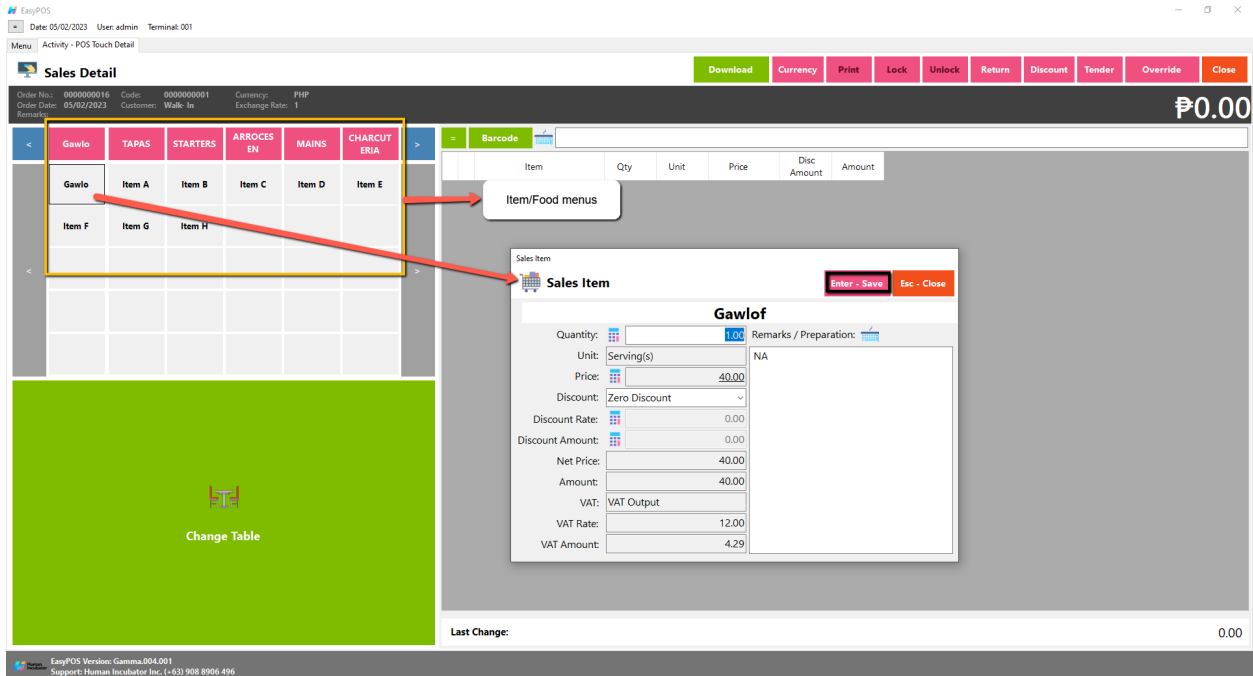 EasyPOS
Date: 05/02/2023 User: admin Terminal: 001
Menu Activity - POS Touch Detail
Sales Detail
Download Currency Print Lock Unlock Return Discount Tender Override Close
Order No.: 0000000016 Code: 0000000001 Currency: PHP
Order Date: 05/02/2023 Customer: Walk- In Exchange Rate: 1
Remarks:
₱0.00
< Gawlo TAPAS STARTERS ARROCES EN MAINS CHARCUT ERIA >
= Barcode
Item Qty Unit Price Disc Amount Amount
Gawlo Item A Item B Item C Item D Item E
Item F Item G Item H
< >
Item/Food menus
Sales Item
Sales Item
Enter - Save Esc - Close
Gawlof
Quantity: 1.00 Remarks / Preparation:
Unit: Serving(s) NA
Price: 40.00
Discount: Zero Discount
Discount Rate: 0.00
Discount Amount: 0.00
Net Price: 40.00
Amount: 40.00
VAT: VAT Output
VAT Rate: 12.00
VAT Amount: 4.29
Change Table
Last Change: 0.00
Human Incubator
EasyPOS Version: Gamma.004.001
Support: Human Incubator Inc. (+63) 908 8906 496